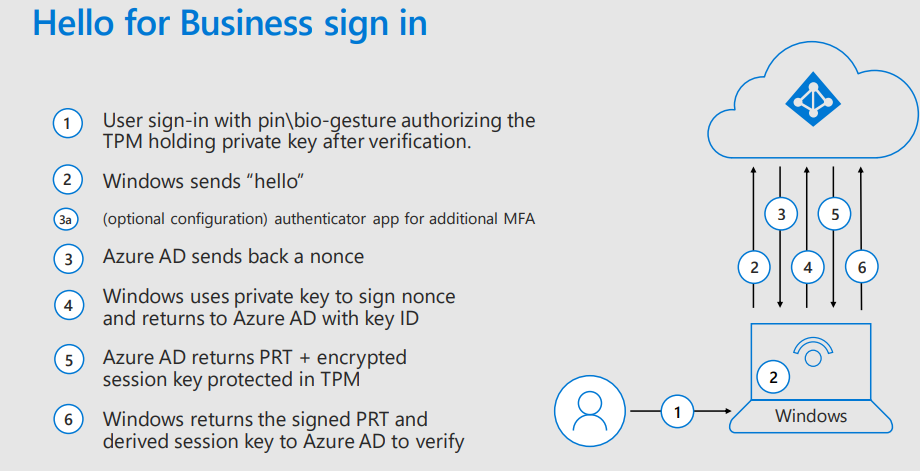 Hello for Business sign in
1 User sign-in with pin\bio-gesture authorizing the
TPM holding private key after verification.
2 Windows sends “hello”
3a (optional configuration) authenticator app for additional MFA
3 Azure AD sends back a nonce
4 Windows uses private key to sign nonce
and returns to Azure AD with key ID
5 Azure AD returns PRT + encrypted
session key protected in TPM
6 Windows returns the signed PRT and
derived session key to Azure AD to verify
3 5
2 4 6
2
1 Windows